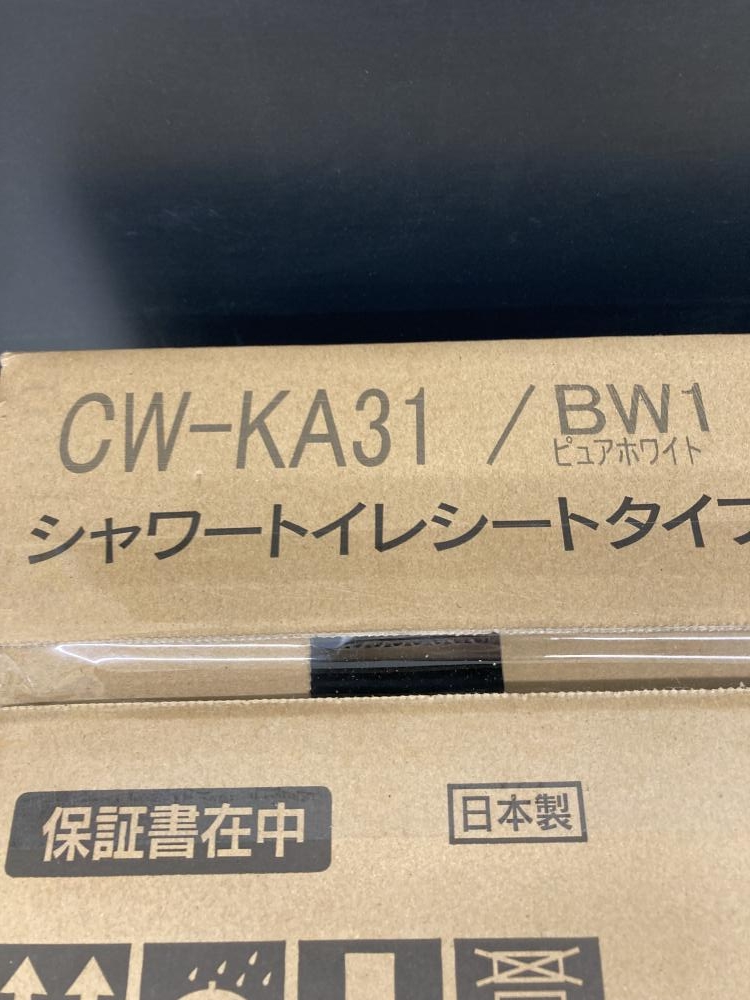 CW-KA31 / BW1
ピュアホワイト
シャワートイレシートタイプ
保証書在中
日本製